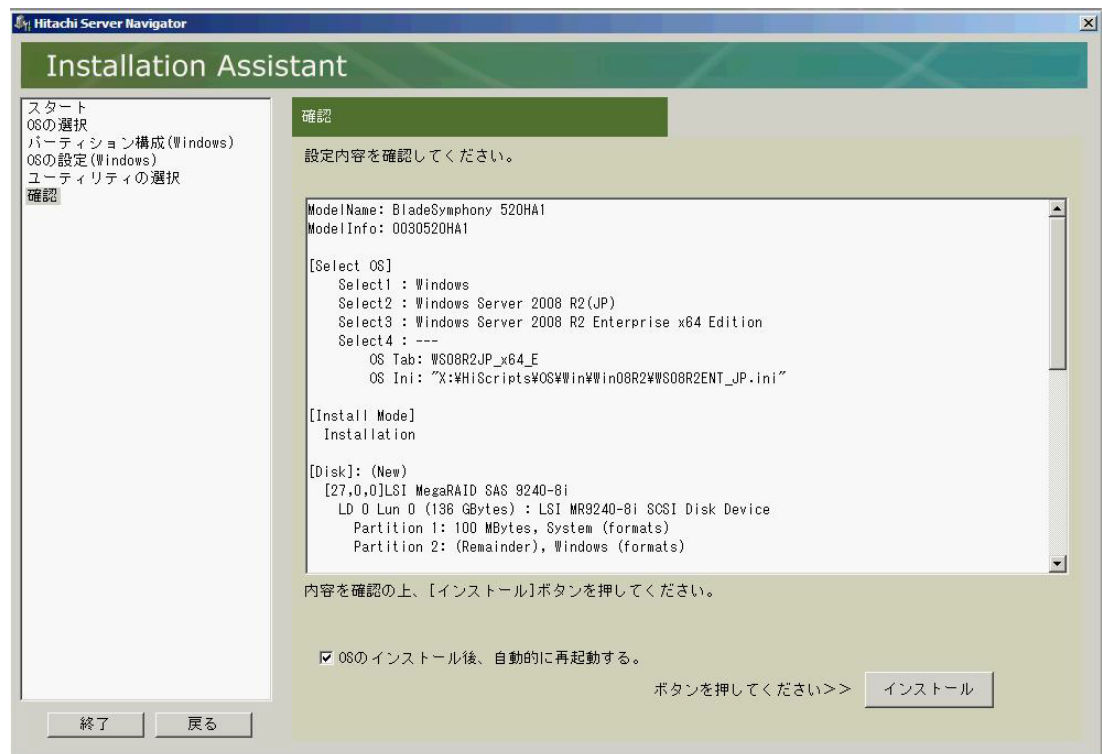 Hitachi Server Navigator
Installation Assistant
スタート
OSの選択
パーティション構成(Windows)
OSの設定(Windows)
ユーティリティの選択
確認
確認
設定内容を確認してください。
ModelName: BladeSymphony 520HA1
ModelInfo: 0030520HA1
[Select OS]
Select1 : Windows
Select2 : Windows Server 2008 R2(JP)
Select3 : Windows Server 2008 R2 Enterprise x64 Edition
Select4 : ---
OS Tab: WS08R2JP_x64_E
OS Ini: "X:¥HiScripts¥OS¥Win¥Win08R2¥WS08R2ENT_JP.ini"
[Install Mode]
Installation
[Disk]: (New)
[27,0,0]LSI MegaRAID SAS 9240-8i
LD 0 Lun 0 (136 GBytes) : LSI MR9240-8i SCSI Disk Device
Partition 1: 100 MBytes, System (formats)
Partition 2: (Remainder), Windows (formats)
内容を確認の上、[インストール]ボタンを押してください。
OSのインストール後、自動的に再起動する。
ボタンを押してください>> インストール
終了 戻る